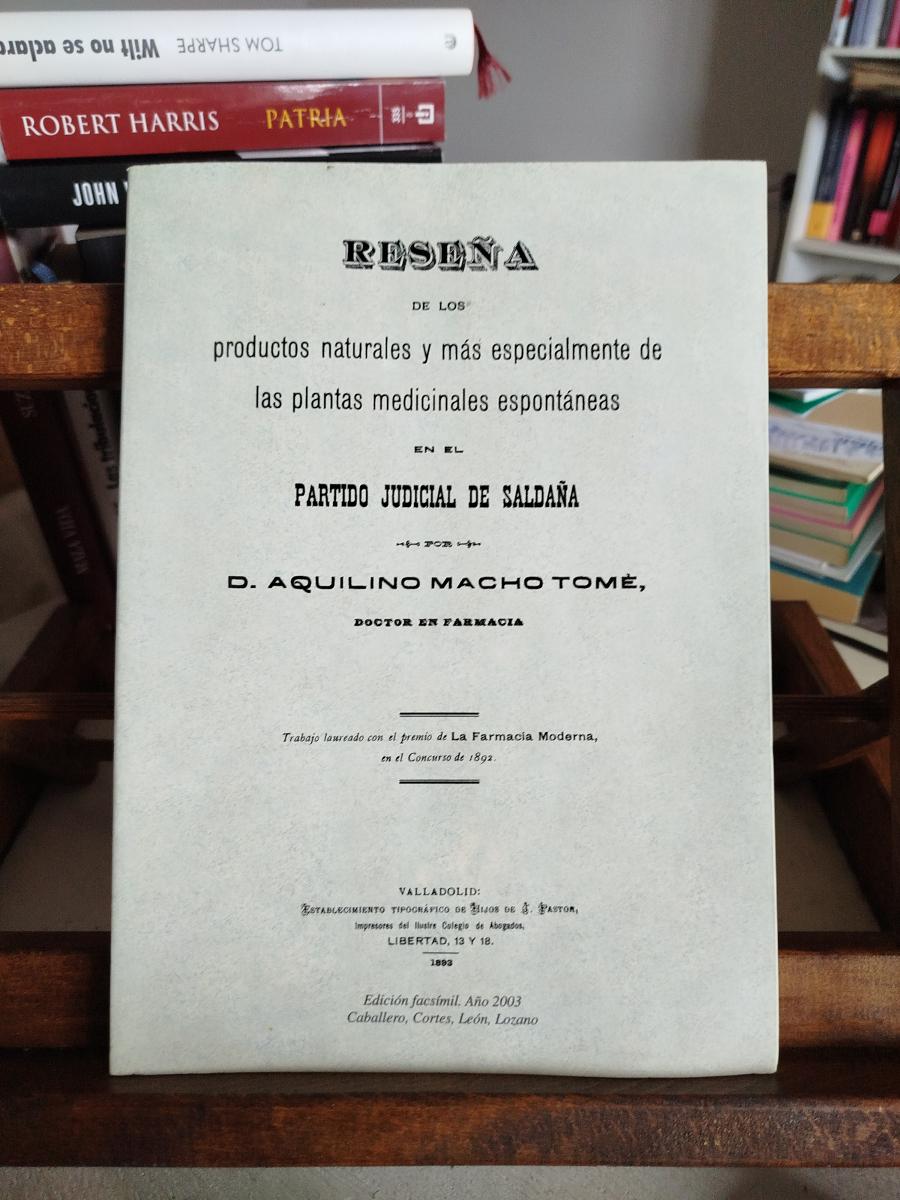 TOM SHARPE
Wilt no se aclara
ROBERT HARRIS PATRIA
JOHN
RESEÑA
DE LOS
productos naturales y más especialmente de
las plantas medicinales espontáneas
EN EL
PARTIDO JUDICIAL DE SALDAÑA
POR
D. AQUILINO MACHO TOMÈ,
DOCTOR EN FARMACIA
Trabajo laureado con el premio de La Farmacia Moderna,
en el Concurso de 1892.
VALLADOLID:
ESTABLECIMIENTO TIPOGRÁFICO DE HIJOS DE J. PASTOR,
Impresores del Ilustre Colegio de Abogados,
LIBERTAD, 13 Y 18.
1893
Edición facsímil. Año 2003
Caballero, Cortes, León, Lozano